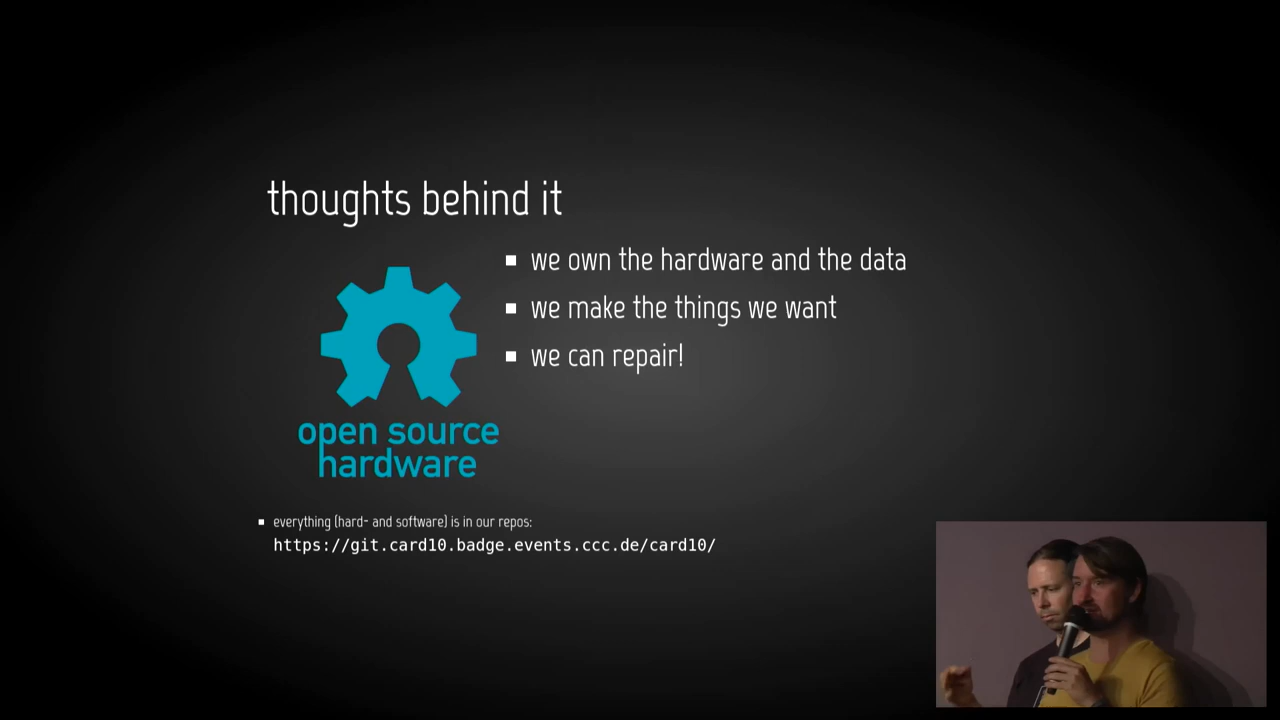 thoughts behind it
we own the hardware and the data
we make the things we want
we can repair!
open source
hardware
everything (hard- and software) is in our repos:
https://git.card10.badge.events.ccc.de/card10/